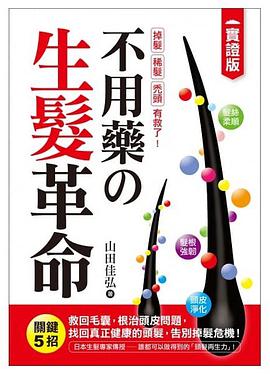 實證版
掉髮 稀髮 禿頭 有救了！
不用藥の
生髮革命
山田佳弘 著
髮絲柔順
髮根強韌
頭皮淨化
關鍵5招
救回毛囊，根治頭皮問題，
找回真正健康的頭髮，告別掉髮危機！
日本生髮專家傳授——誰都可以做得到的「頭髮再生力」！